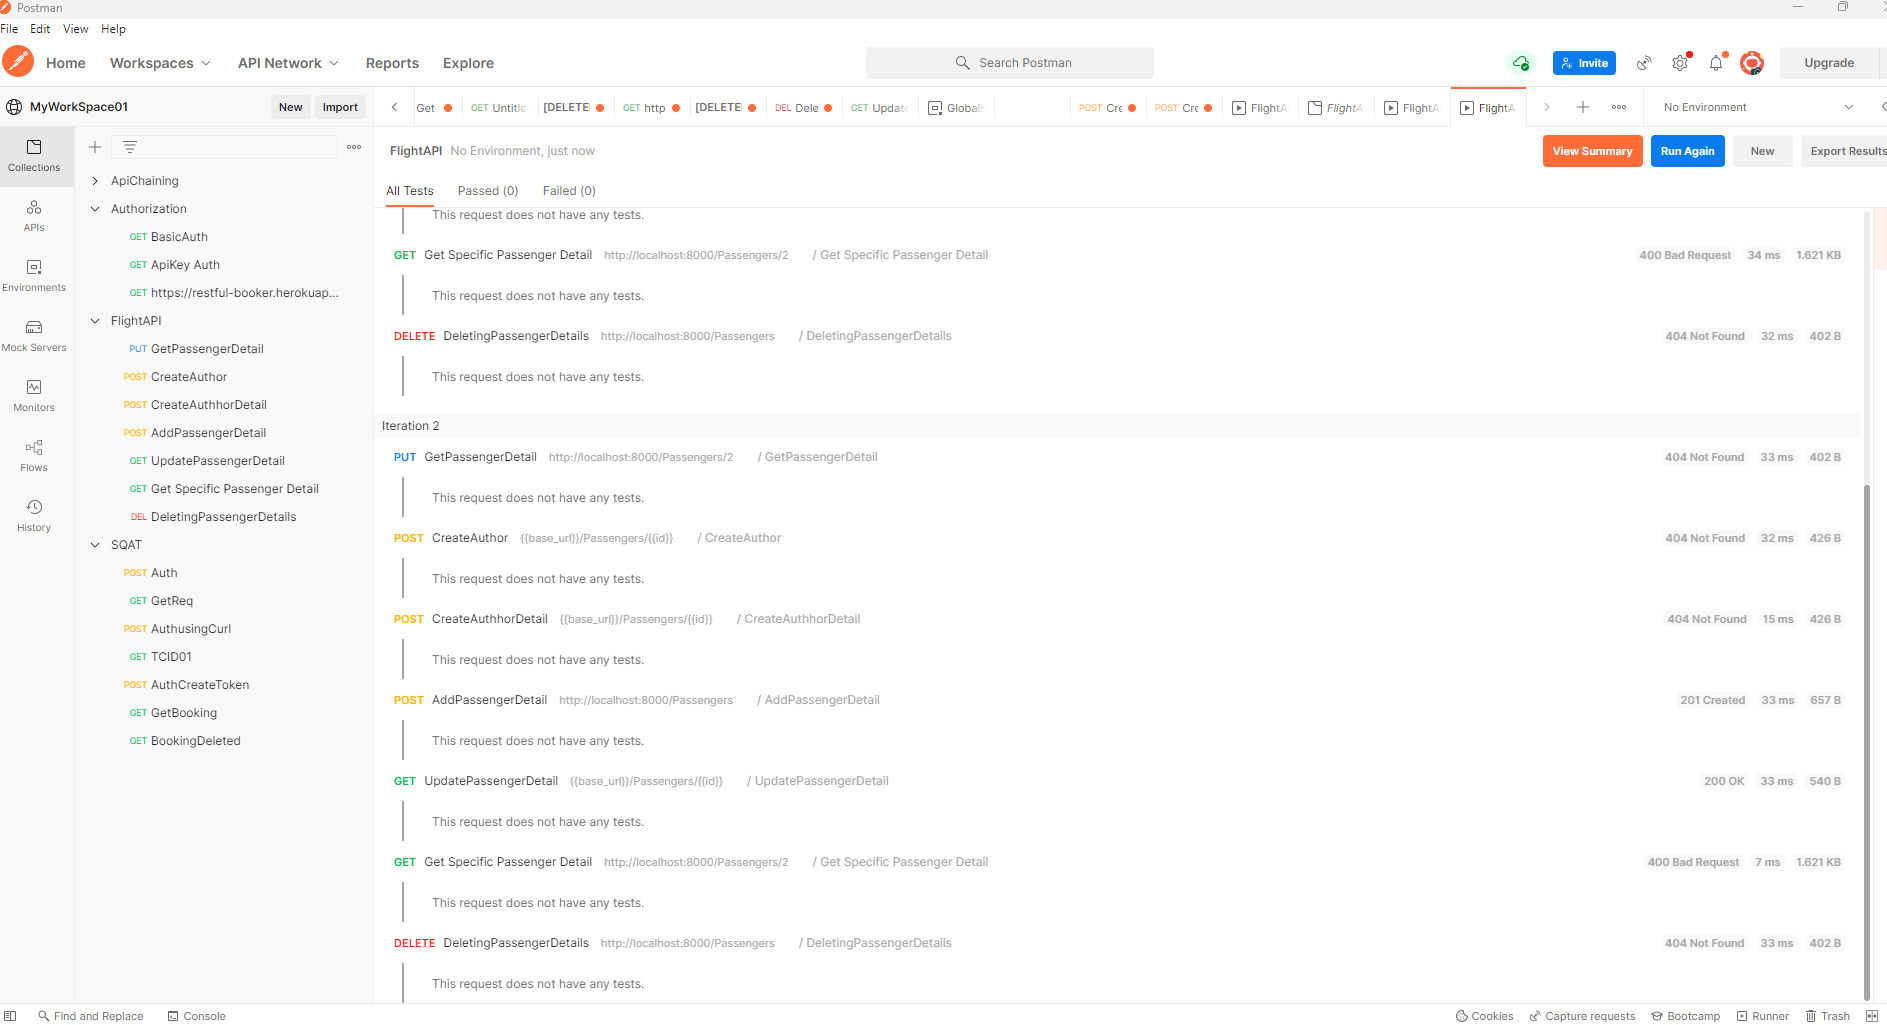 Postman
File Edit View Help
Home Workspaces API Network Reports Explore Search Postman Invite Upgrade
MyWorkSpace01 New Import Get GET Untitle [DELETE GET http [DELETE DEL Dele GET Update Globals POST Cre POST Cre FlightA FlightA FlightA FlightA No Environment
FlightAPI No Environment, just now View Summary Run Again New Export Results
All Tests Passed (0) Failed (0)
Collections
APIs
Environments
Mock Servers
Monitors
Flows
History
ApiChaining
Authorization
GET BasicAuth
GET ApiKey Auth
GET https://restful-booker.herokuap...
FlightAPI
PUT GetPassengerDetail
POST CreateAuthor
POST CreateAuthhorDetail
POST AddPassengerDetail
GET UpdatePassengerDetail
GET Get Specific Passenger Detail
DEL DeletingPassengerDetails
SQAT
POST Auth
GET GetReq
POST AuthusingCurl
GET TCID01
POST AuthCreateToken
GET GetBooking
GET BookingDeleted
This request does not have any tests.
GET Get Specific Passenger Detail http://localhost:8000/Passengers/2 / Get Specific Passenger Detail 400 Bad Request 34 ms 1.621 KB
This request does not have any tests.
DELETE DeletingPassengerDetails http://localhost:8000/Passengers / DeletingPassengerDetails 404 Not Found 32 ms 402 B
This request does not have any tests.
Iteration 2
PUT GetPassengerDetail http://localhost:8000/Passengers/2 / GetPassengerDetail 404 Not Found 33 ms 402 B
This request does not have any tests.
POST CreateAuthor {{base_url}}/Passengers/{{id}} / CreateAuthor 404 Not Found 32 ms 426 B
This request does not have any tests.
POST CreateAuthhorDetail {{base_url}}/Passengers/{{id}} / CreateAuthhorDetail 404 Not Found 15 ms 426 B
This request does not have any tests.
POST AddPassengerDetail http://localhost:8000/Passengers / AddPassengerDetail 201 Created 33 ms 657 B
This request does not have any tests.
GET UpdatePassengerDetail {{base_url}}/Passengers/{{id}} / UpdatePassengerDetail 200 OK 33 ms 540 B
This request does not have any tests.
GET Get Specific Passenger Detail http://localhost:8000/Passengers/2 / Get Specific Passenger Detail 400 Bad Request 7 ms 1.621 KB
This request does not have any tests.
DELETE DeletingPassengerDetails http://localhost:8000/Passengers / DeletingPassengerDetails 404 Not Found 33 ms 402 B
This request does not have any tests.
Find and Replace Console Cookies Capture requests Bootcamp Runner Trash